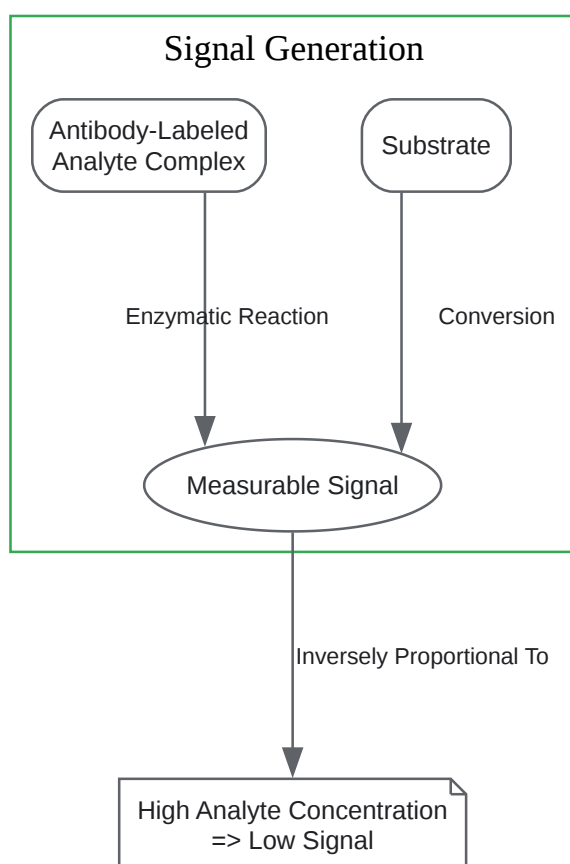 Signal Generation
Antibody-Labeled
Analyte Complex
Substrate
Enzymatic Reaction
Conversion
Measurable Signal
Inversely Proportional To
High Analyte Concentration
=> Low Signal